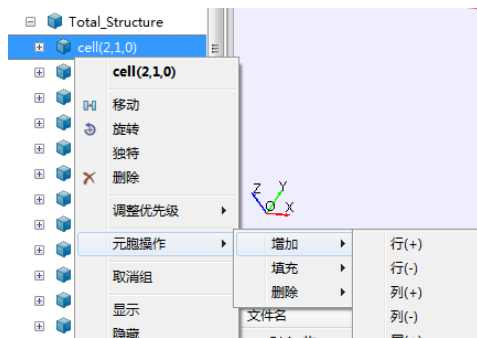 Total_Structure
cell(2,1,0)
cell(2,1,0)
移动
旋转
独特
删除
调整优先级
元胞操作
取消组
显示
隐藏
Z
Y
X
增加
填充
删除
文件名
行(+)
行(-)
列(+)
列(-)